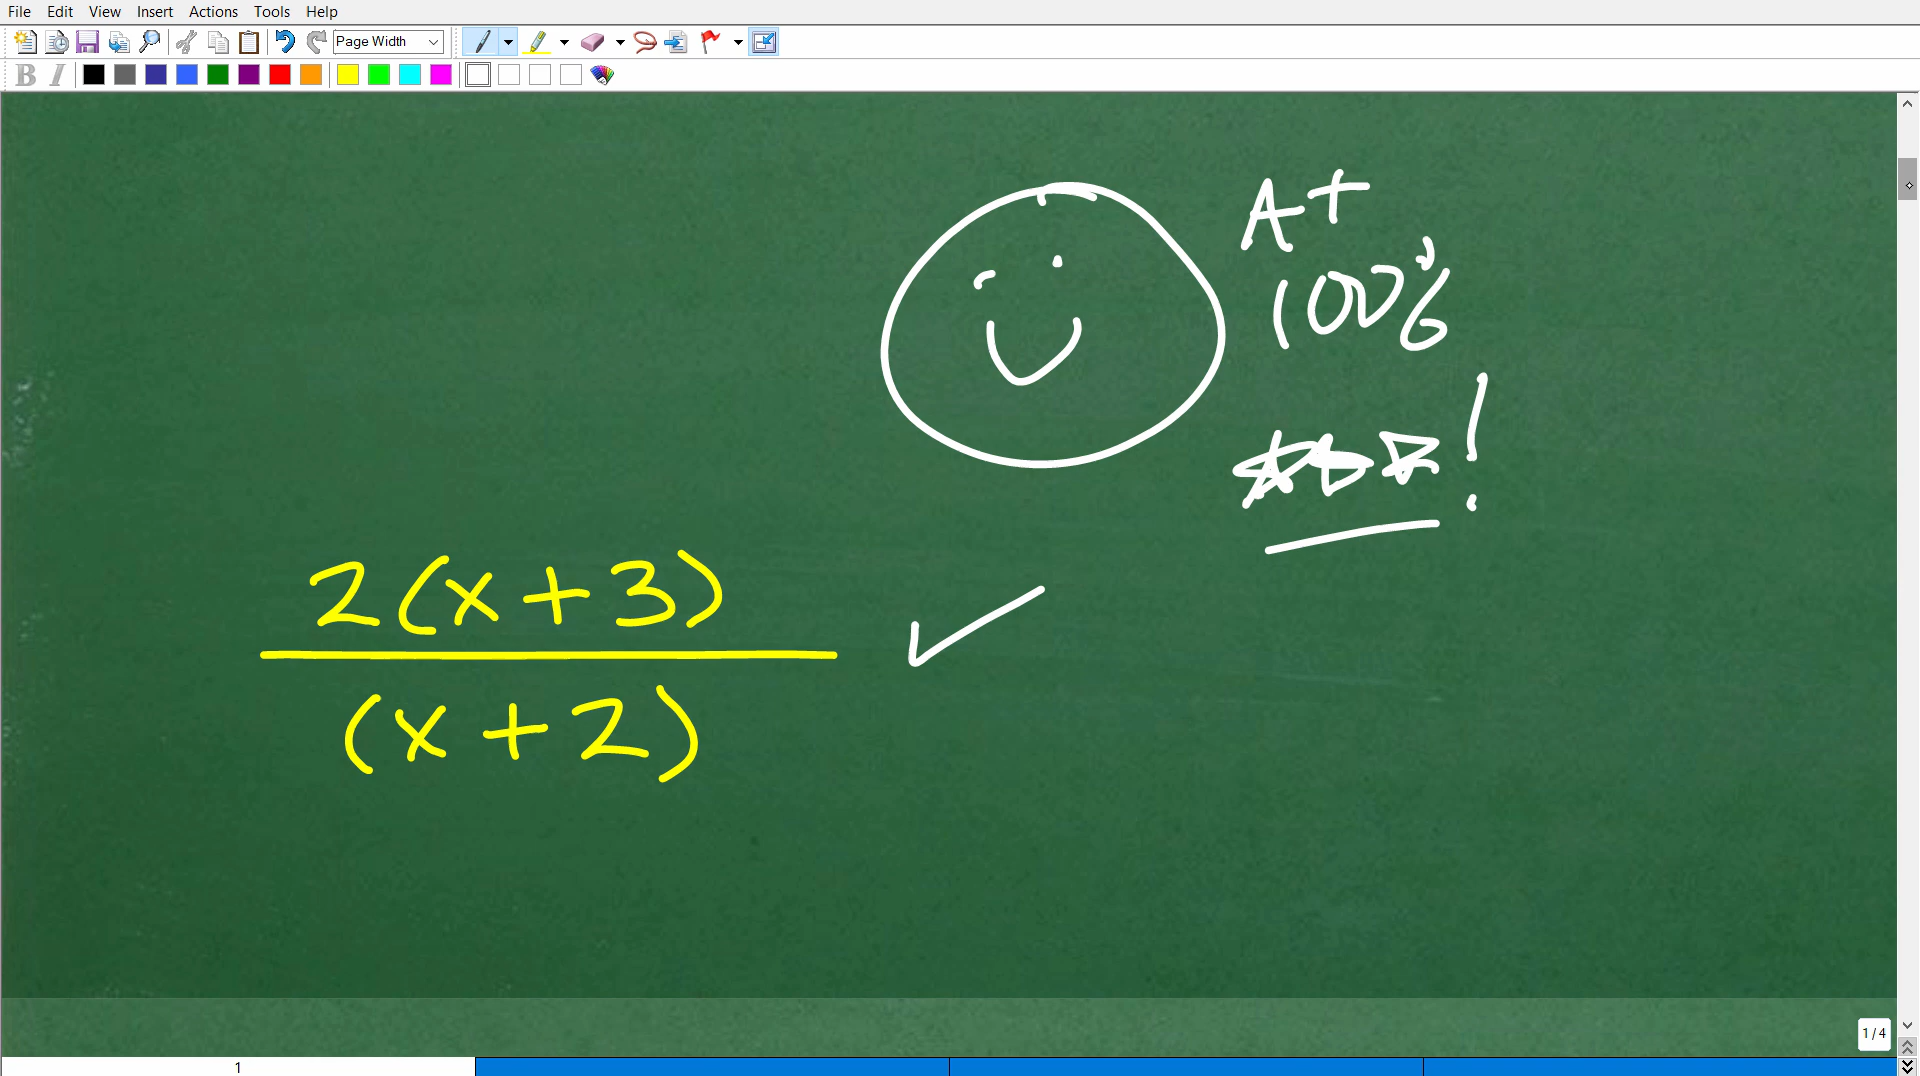 File Edit View Insert Actions Tools Help
Page Width
B I
A+
100%
!
2(x+3)
(x+2)
1 / 4
1